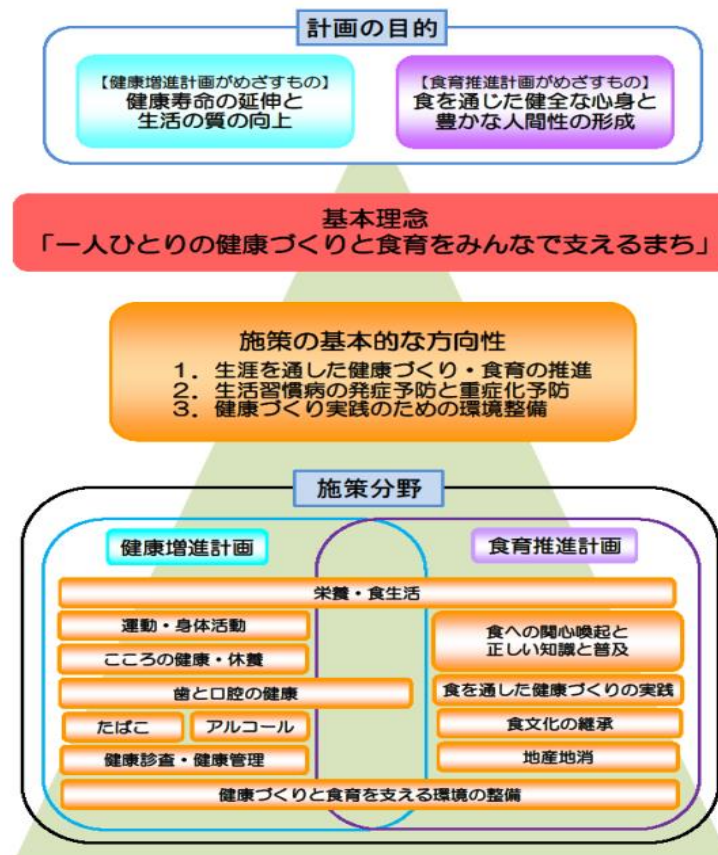 計画の目的
【健康増進計画がめざすもの】
健康寿命の延伸と
生活の質の向上
【食育推進計画がめざすもの】
食を通じた健全な心身と
豊かな人間性の形成
基本理念
「一人ひとりの健康づくりと食育をみんなで支えるまち」
施策の基本的な方向性
1．生涯を通した健康づくり・食育の推進
2．生活習慣病の発症予防と重症化予防
3．健康づくり実践のための環境整備
施策分野
健康増進計画
食育推進計画
栄養・食生活
運動・身体活動
こころの健康・休養
歯と口腔の健康
たばこ
アルコール
健康診査・健康管理
食への関心喚起と
正しい知識と普及
食を通した健康づくりの実践
食文化の継承
地産地消
健康づくりと食育を支える環境の整備